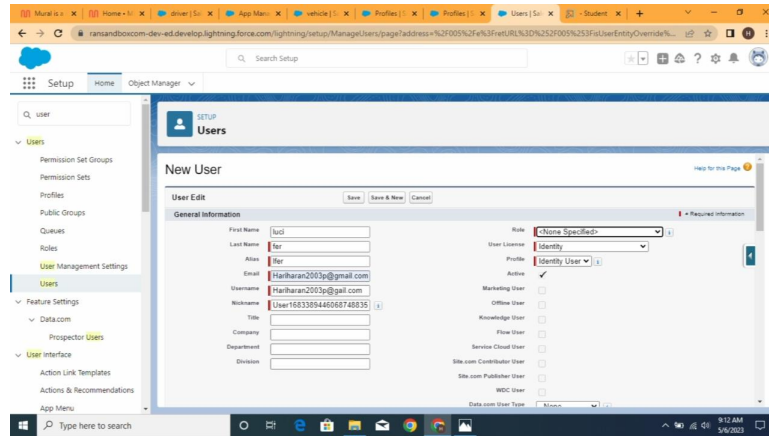 Mural is a
Home • M
driver | Sa
App Mana
vehicle | S
Profiles | S
Profiles | S
Users | Sal
- Student
ransandboxcom-dev-ed.develop.lightning.force.com/lightning/setup/ManageUsers/page?address=%2F005%2Fe%3FretURL%3D%252F005%253FisUserEntityOverride%...
Search Setup
Setup
Home
Object Manager
user
SETUP
Users
Users
Permission Set Groups
Permission Sets
Profiles
Public Groups
Queues
Roles
User Management Settings
Users
Feature Settings
Data.com
Prospector Users
User Interface
Action Link Templates
Actions & Recommendations
App Menu
New User
Help for this Page
User Edit
Save
Save & New
Cancel
General Information
= Required Information
First Name luci
Last Name fer
Alias lfer
Email Hariharan2003p@gmail.com
Username Hariharan2003p@gail.com
Nickname User1683389446068748835
Title
Company
Department
Division
Role <None Specified>
User License Identity
Profile Identity User
Active
Marketing User
Offline User
Knowledge User
Flow User
Service Cloud User
Site.com Contributor User
Site.com Publisher User
WDC User
Data.com User Type --None--
Type here to search
9:12 AM
5/6/2023